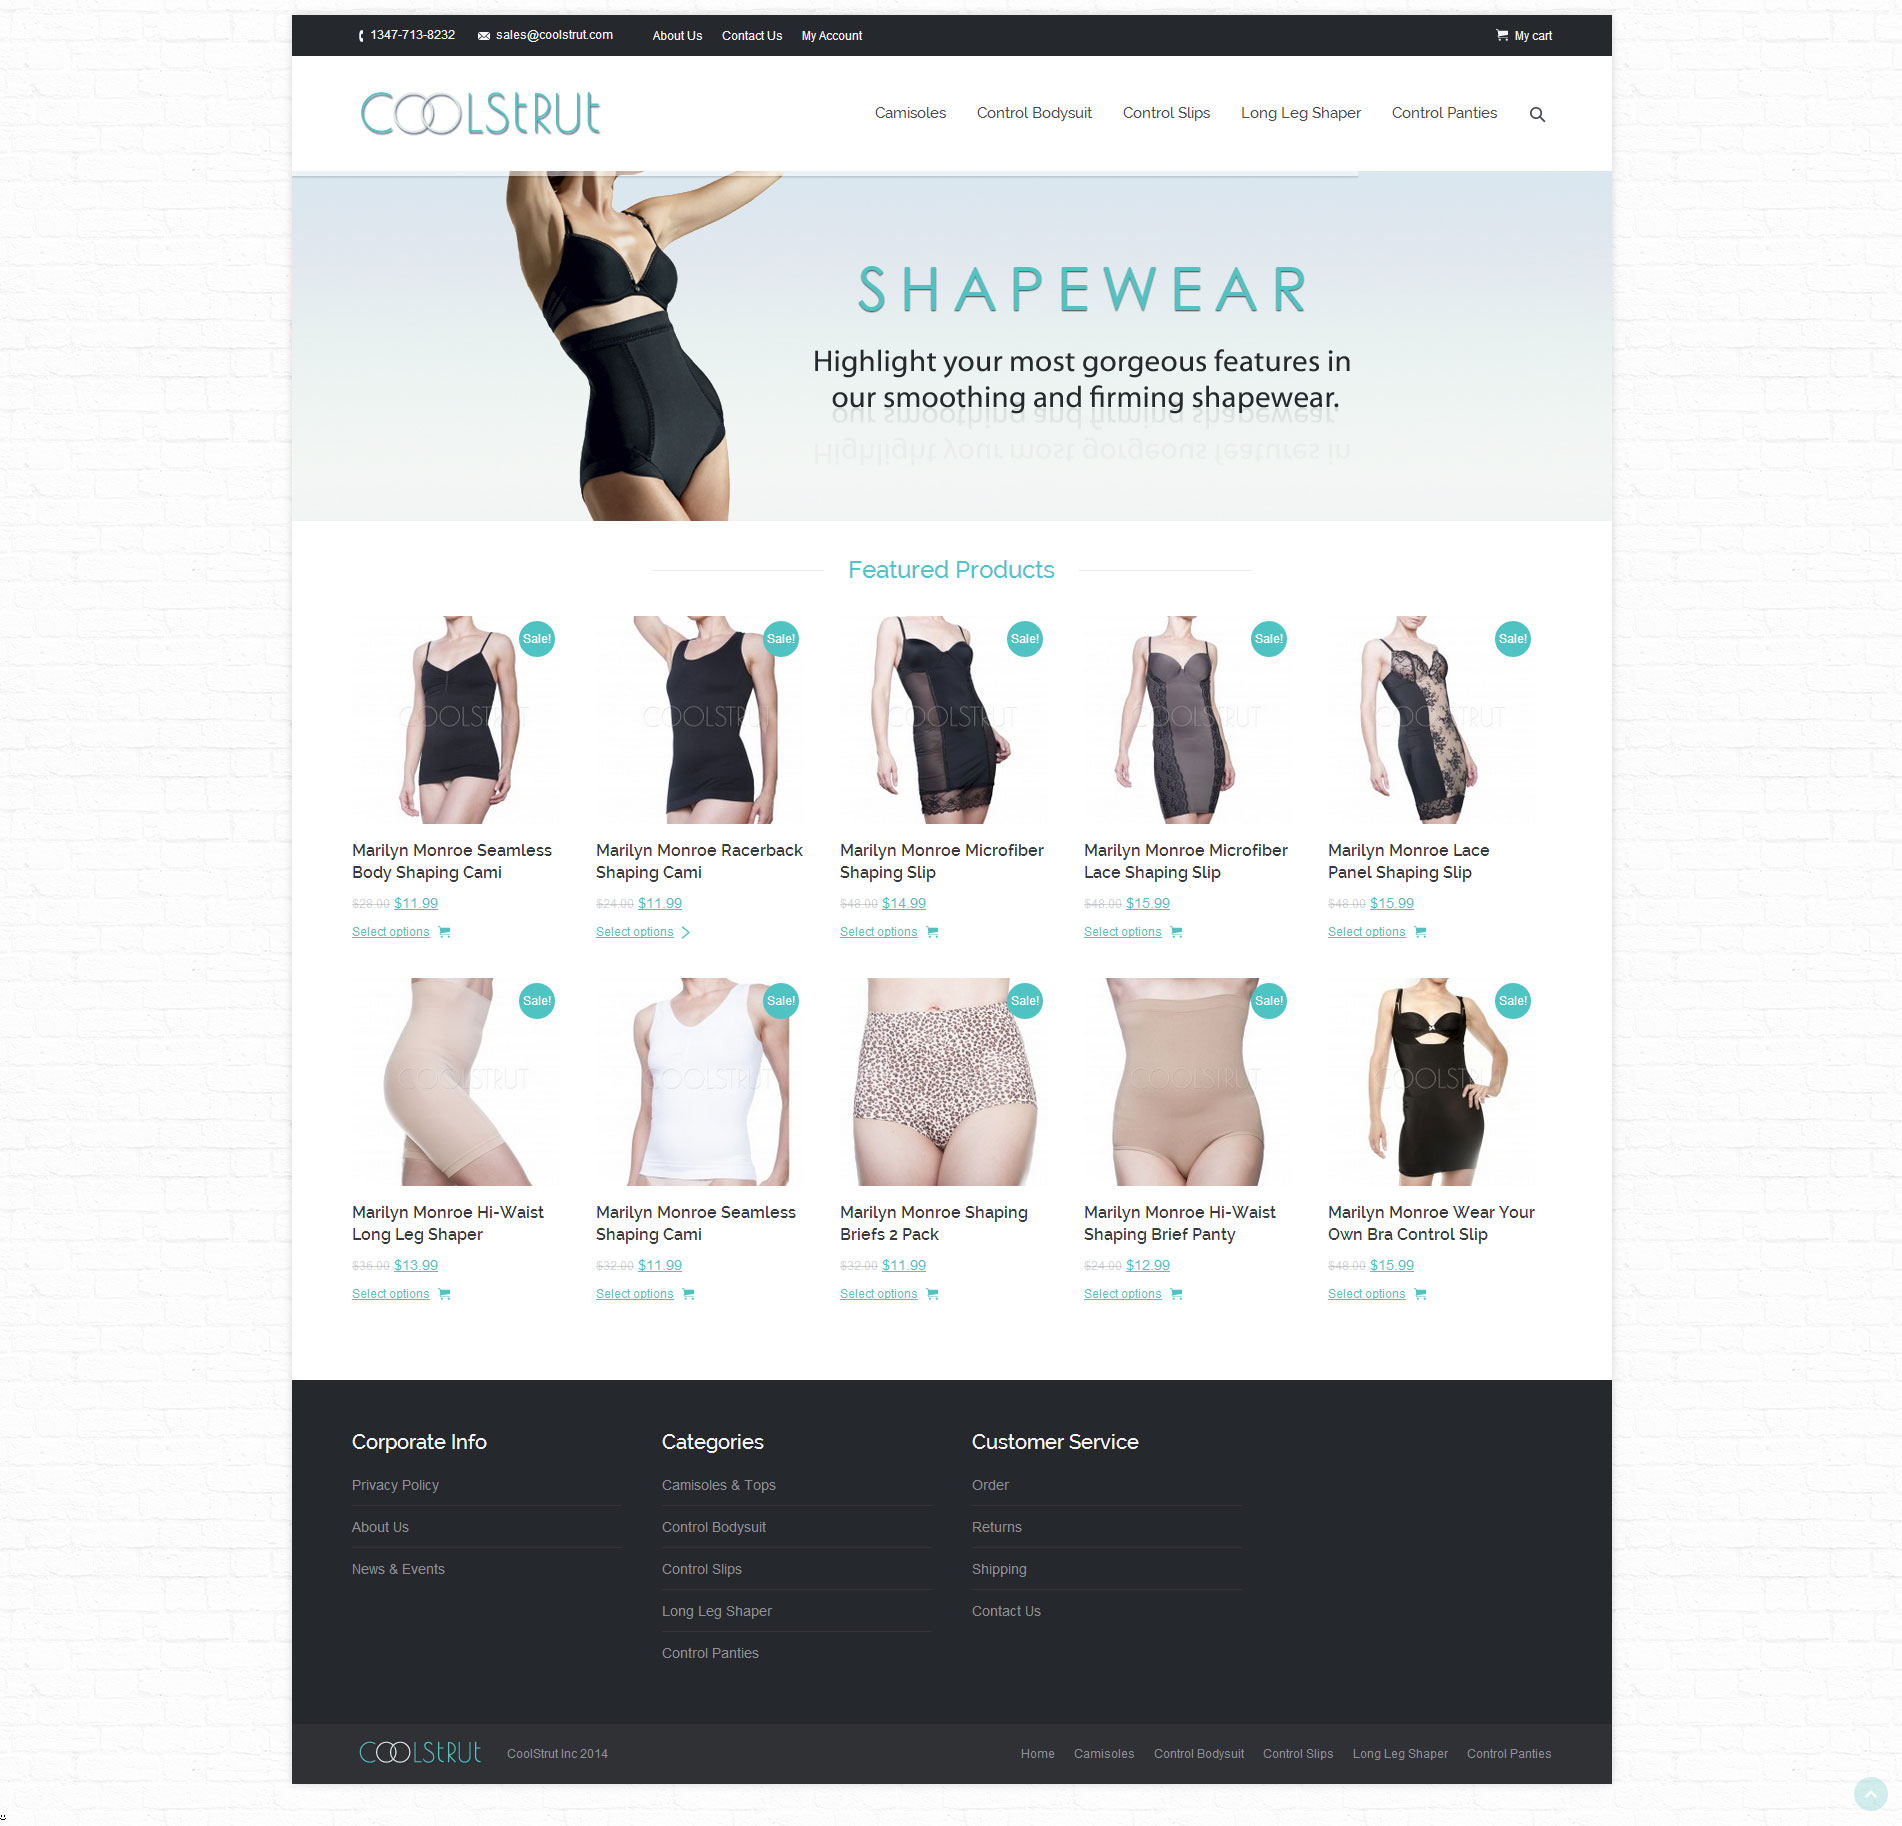 1347-713-8232 sales@coolstrut.com About Us Contact Us My Account My cart
COOLStRUt
Camisoles Control Bodysuit Control Slips Long Leg Shaper Control Panties
SHAPEWEAR
Highlight your most gorgeous features in
our smoothing and firming shapewear.
Featured Products
Sale! Sale! Sale! Sale! Sale!
COOLSTRUT COOLSTRUT COOLSTRUT COOLSTRUT COOLSTRUT
Marilyn Monroe Seamless
Body Shaping Cami
$28.00 $11.99
Select options
Marilyn Monroe Racerback
Shaping Cami
$24.00 $11.99
Select options
Marilyn Monroe Microfiber
Shaping Slip
$48.00 $14.99
Select options
Marilyn Monroe Microfiber
Lace Shaping Slip
$48.00 $15.99
Select options
Marilyn Monroe Lace
Panel Shaping Slip
$48.00 $15.99
Select options
Sale! Sale! Sale! Sale! Sale!
COOLSTRUT COOLSTRUT COOLSTRUT COOLSTRUT COOLSTRUT
Marilyn Monroe Hi-Waist
Long Leg Shaper
$36.00 $13.99
Select options
Marilyn Monroe Seamless
Shaping Cami
$32.00 $11.99
Select options
Marilyn Monroe Shaping
Briefs 2 Pack
$32.00 $11.99
Select options
Marilyn Monroe Hi-Waist
Shaping Brief Panty
$24.00 $12.99
Select options
Marilyn Monroe Wear Your
Own Bra Control Slip
$48.00 $15.99
Select options
Corporate Info
Privacy Policy
About Us
News & Events
Categories
Camisoles & Tops
Control Bodysuit
Control Slips
Long Leg Shaper
Control Panties
Customer Service
Order
Returns
Shipping
Contact Us
COOLStRUt CoolStrut Inc 2014
Home Camisoles Control Bodysuit Control Slips Long Leg Shaper Control Panties